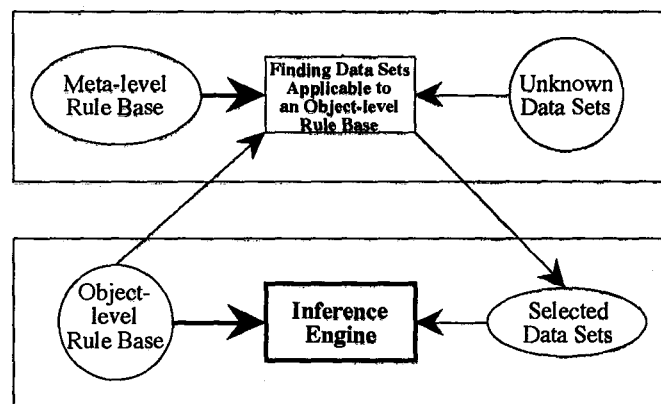 Meta-level
Rule Base
Finding Data Sets
Applicable to
an Object-level
Rule Base
Unknown
Data Sets
Object-
level
Rule Base
Inference
Engine
Selected
Data Sets